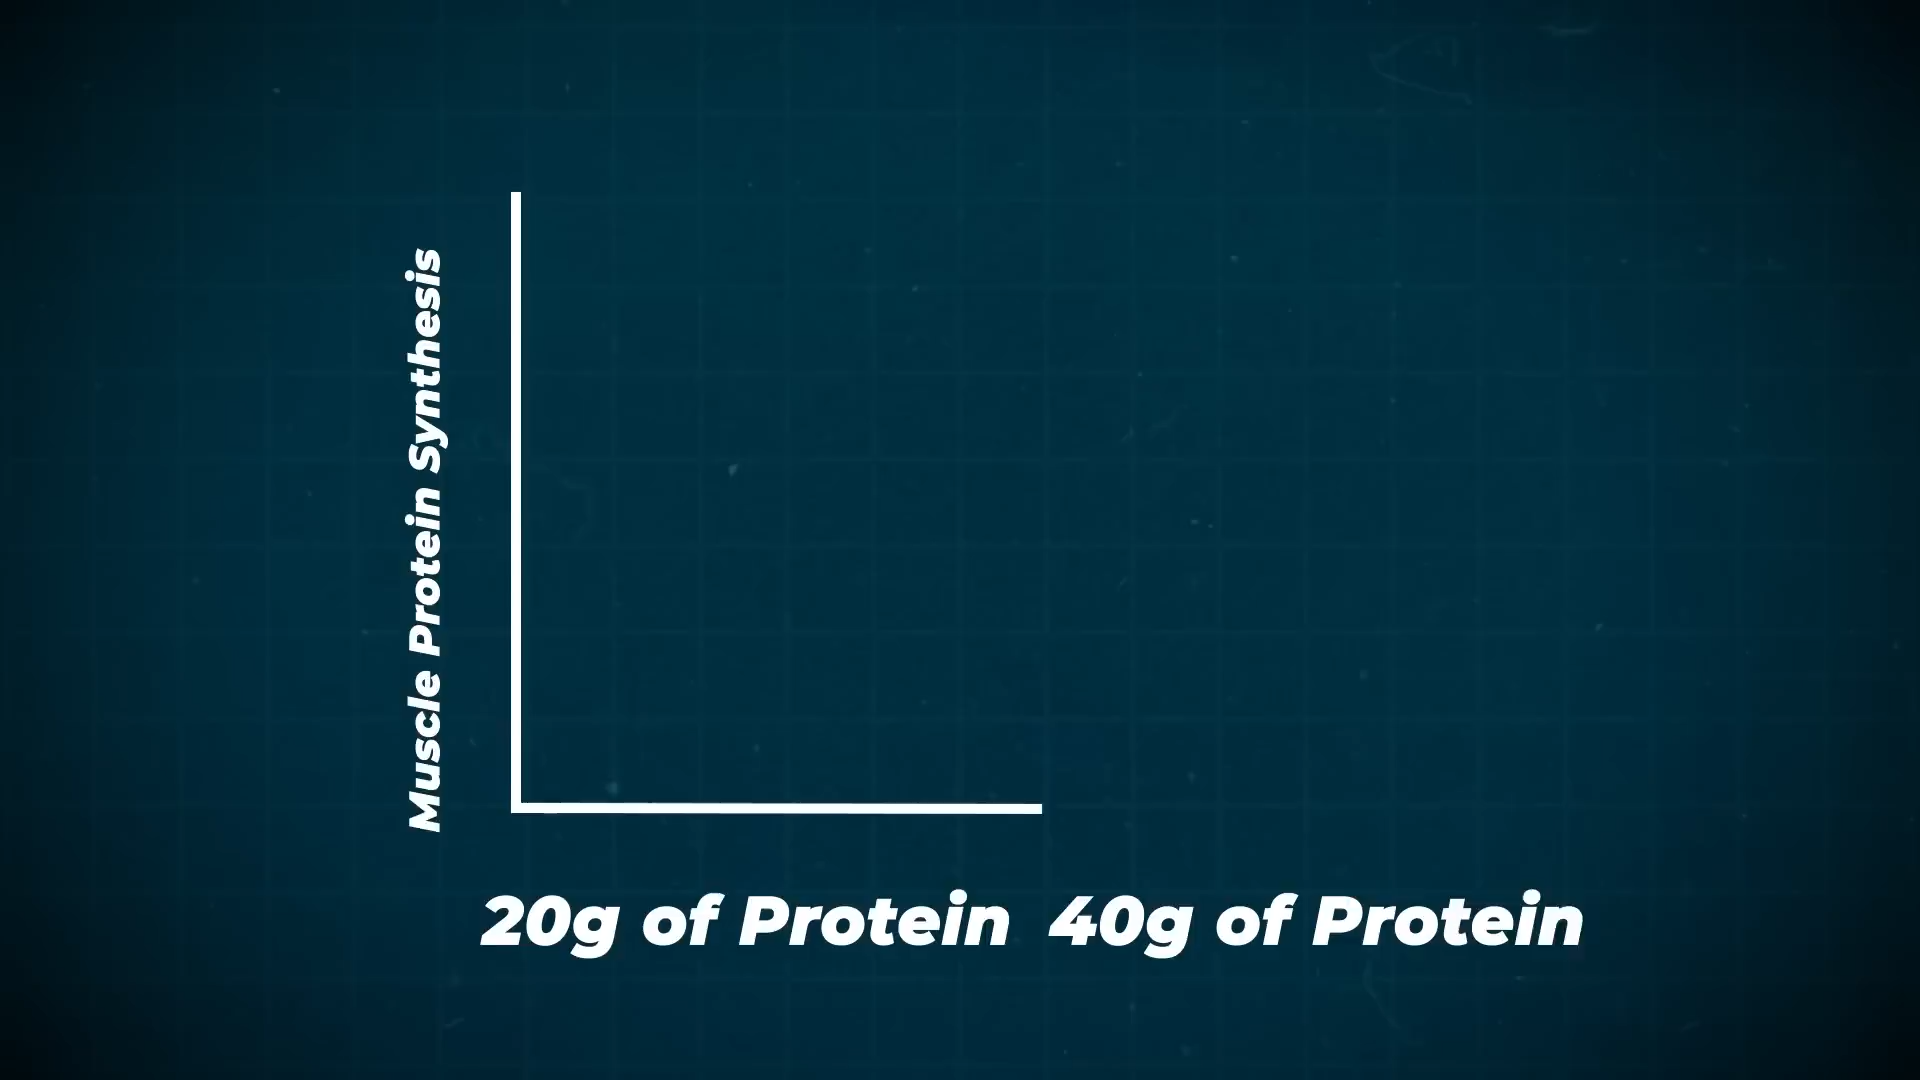 Muscle Protein Synthesis
20g of Protein 40g of Protein